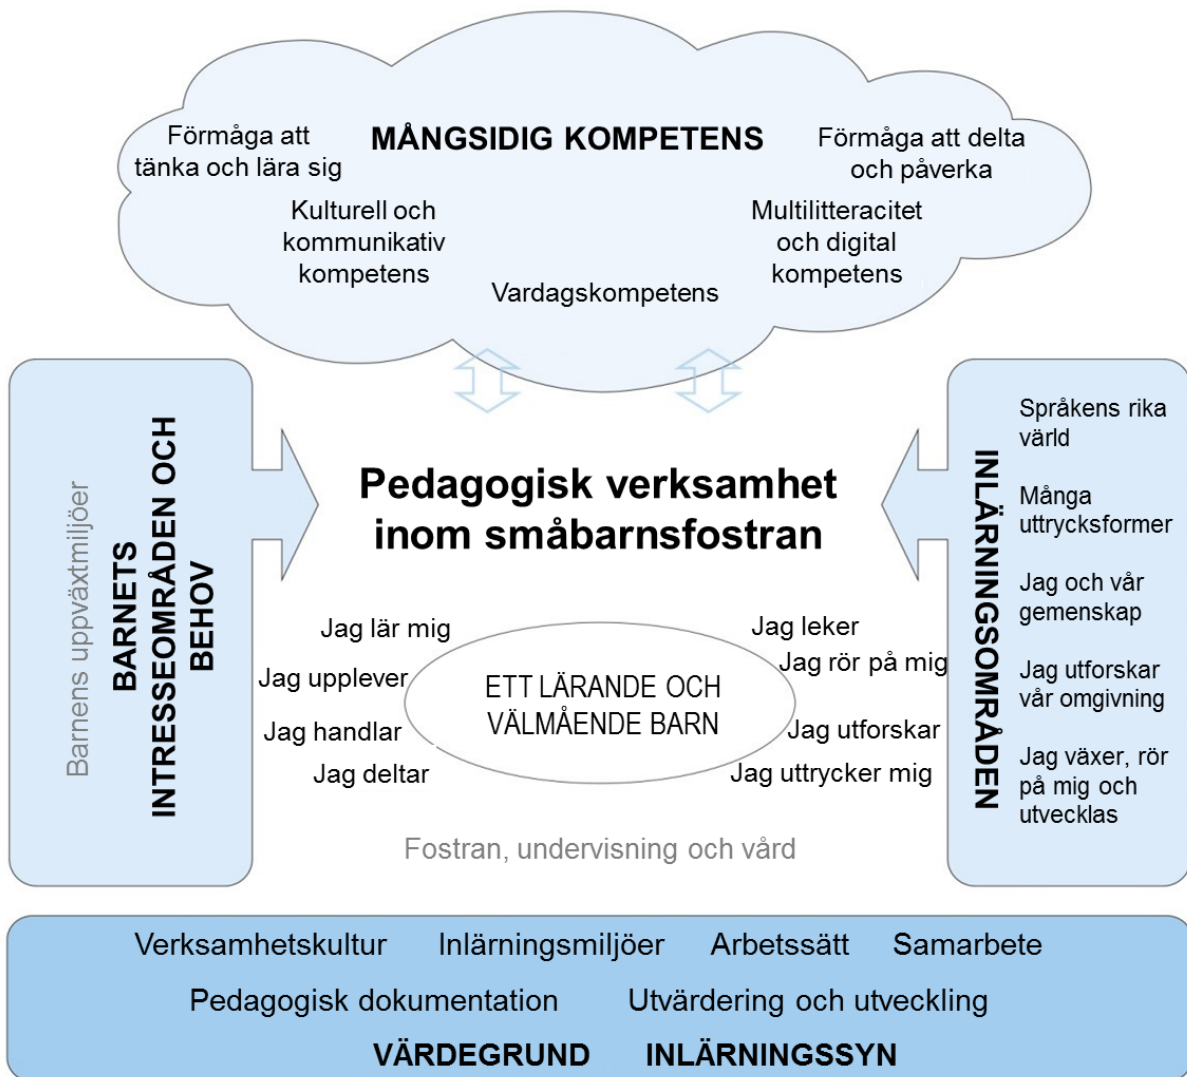 MÅNGSIDIG KOMPETENS
Förmåga att
tänka och lära sig
Förmåga att delta
och påverka
Kulturell och
kommunikativ
kompetens
Multilitteracitet
och digital
kompetens
Vardagskompetens
Barnens uppväxtmiljöer
BARNETS
INTRESSEOMRÅDEN OCH
BEHOV
Pedagogisk verksamhet
inom småbarnsfostran
Jag lär mig
Jag upplever
Jag handlar
Jag deltar
ETT LÄRANDE OCH
VÄLMÅENDE BARN
Jag leker
Jag rör på mig
Jag utforskar
Jag uttrycker mig
Fostran, undervisning och vård
INLÄRNINGSOMRÅDEN
Språkens rika
värld
Många
uttrycksformer
Jag och vår
gemenskap
Jag utforskar
vår omgivning
Jag växer, rör
på mig och
utvecklas
Verksamhetskultur Inlärningsmiljöer Arbetssätt Samarbete
Pedagogisk dokumentation Utvärdering och utveckling
VÄRDEGRUND INLÄRNINGSSYN